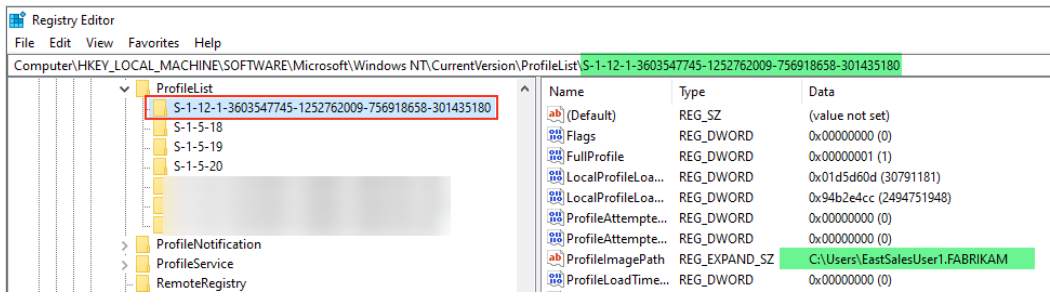 Registry Editor
File Edit View Favorites Help
Computer\HKEY_LOCAL_MACHINE\SOFTWARE\Microsoft\Windows NT\CurrentVersion\ProfileList\S-1-12-1-3603547745-1252762009-756918658-301435180
ProfileList
S-1-12-1-3603547745-1252762009-756918658-301435180
S-1-5-18
S-1-5-19
S-1-5-20
ProfileNotification
ProfileService
RemoteRegistry
Name Type Data
(Default) REG_SZ (value not set)
Flags REG_DWORD 0x00000000 (0)
FullProfile REG_DWORD 0x00000001 (1)
LocalProfileLoa... REG_DWORD 0x01d5d60d (30791181)
LocalProfileLoa... REG_DWORD 0x94b2e4cc (2494751948)
ProfileAttempte... REG_DWORD 0x00000000 (0)
ProfileAttempte... REG_DWORD 0x00000000 (0)
ProfileImagePath REG_EXPAND_SZ C:\Users\EastSalesUser1.FABRIKAM
ProfileLoadTime... REG_DWORD 0x00000000 (0)